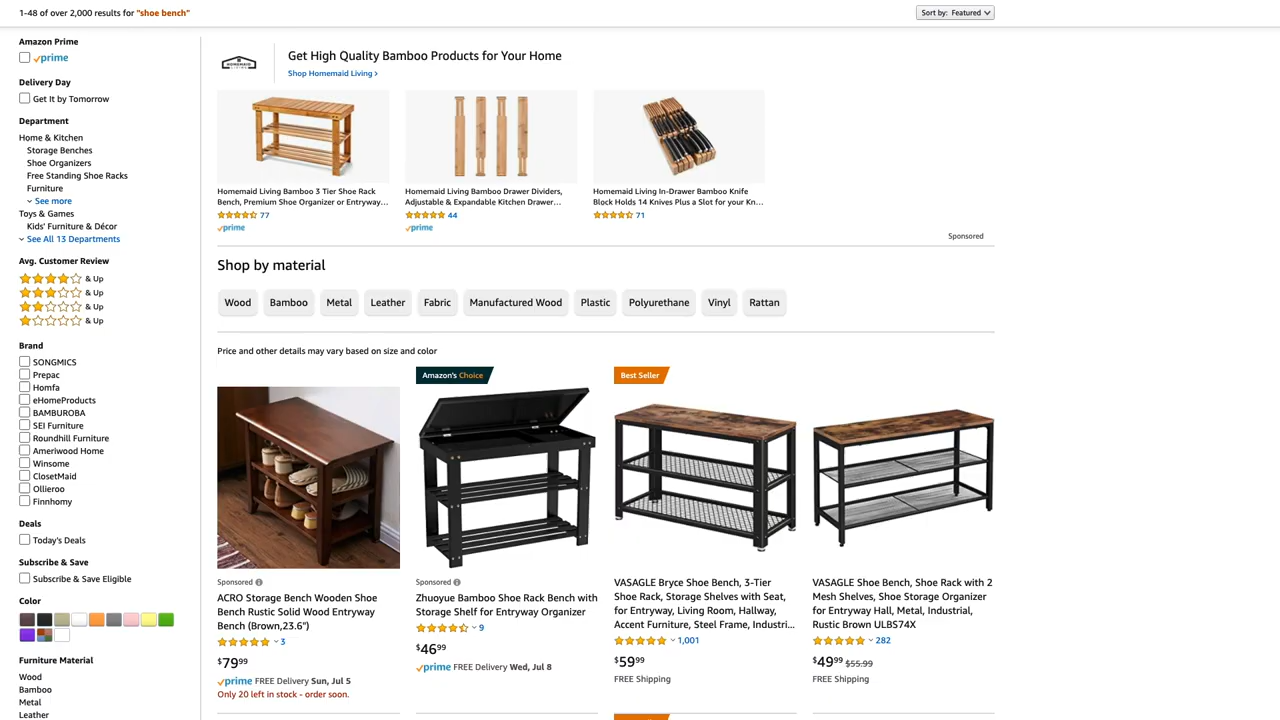 1-48 of over 2,000 results for "shoe bench"
Sort by: Featured
Amazon Prime
prime
Delivery Day
Get It by Tomorrow
Department
Home & Kitchen
Storage Benches
Shoe Organizers
Free Standing Shoe Racks
Furniture
See more
Toys & Games
Kids' Furniture & Décor
See All 13 Departments
Avg. Customer Review
& Up
& Up
& Up
& Up
Brand
SONGMICS
Prepac
Homfa
eHomeProducts
BAMBUROBA
SEI Furniture
Roundhill Furniture
Ameriwood Home
Winsome
ClosetMaid
Ollieroo
Finnhomy
Deals
Today's Deals
Subscribe & Save
Subscribe & Save Eligible
Color
Furniture Material
Wood
Bamboo
Metal
Leather
HOMEMAID
LIVING
Get High Quality Bamboo Products for Your Home
Shop Homemaid Living ›
Homemaid Living Bamboo 3 Tier Shoe Rack
Bench, Premium Shoe Organizer or Entryway…
77
prime
Homemaid Living Bamboo Drawer Dividers,
Adjustable & Expandable Kitchen Drawer…
44
prime
Homemaid Living In-Drawer Bamboo Knife
Block Holds 14 Knives Plus a Slot for your Kn…
71
Sponsored
Shop by material
Wood
Bamboo
Metal
Leather
Fabric
Manufactured Wood
Plastic
Polyurethane
Vinyl
Rattan
Price and other details may vary based on size and color
Sponsored
ACRO Storage Bench Wooden Shoe
Bench Rustic Solid Wood Entryway
Bench (Brown,23.6")
3
$7999
prime FREE Delivery Sun, Jul 5
Only 20 left in stock - order soon.
Amazon's Choice
Sponsored
Zhuoyue Bamboo Shoe Rack Bench with
Storage Shelf for Entryway Organizer
9
$4699
prime FREE Delivery Wed, Jul 8
Best Seller
VASAGLE Bryce Shoe Bench, 3-Tier
Shoe Rack, Storage Shelves with Seat,
for Entryway, Living Room, Hallway,
Accent Furniture, Steel Frame, Industri…
1,001
$5999
FREE Shipping
VASAGLE Shoe Bench, Shoe Rack with 2
Mesh Shelves, Shoe Storage Organizer
for Entryway Hall, Metal, Industrial,
Rustic Brown ULBS74X
282
$4999 $55.99
FREE Shipping